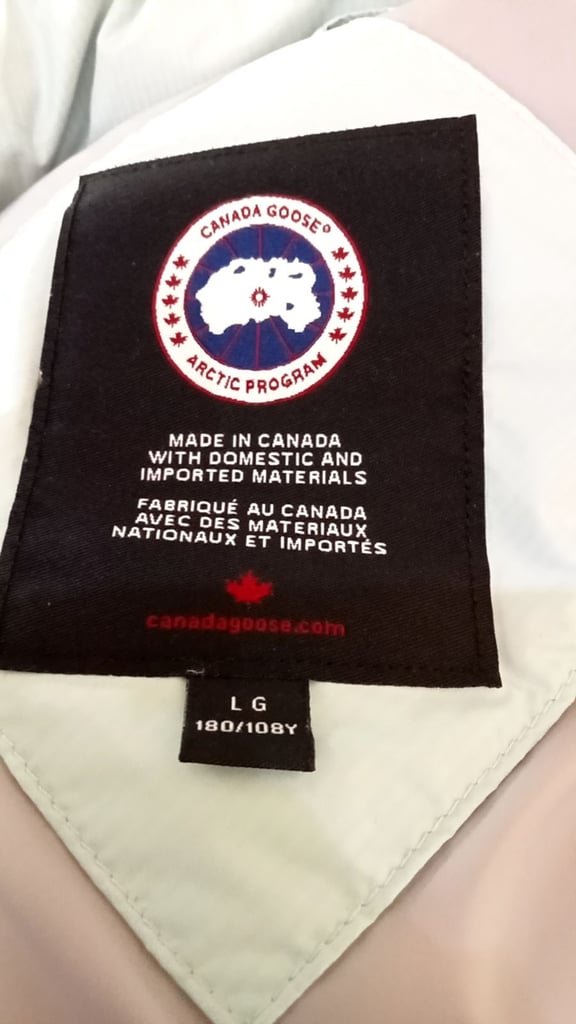 CANADA GOOSE®
ARCTIC PROGRAM
MADE IN CANADA
WITH DOMESTIC AND
IMPORTED MATERIALS
FABRIQUÉ AU CANADA
AVEC DES MATERIAUX
NATIONAUX ET IMPORTÉS
canadagoose.com
LG
180/108Y